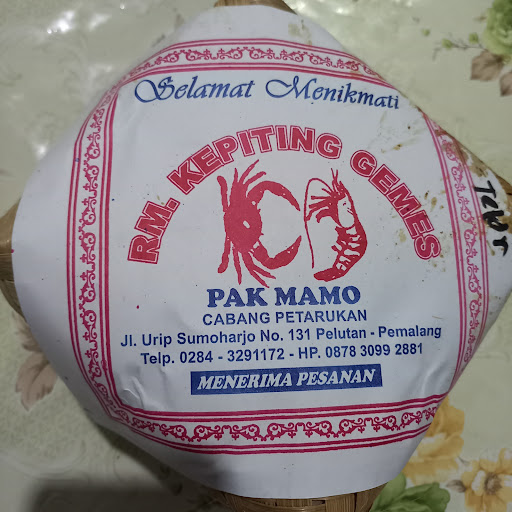 Selamat Menikmati
RM. KEPITING GEMES
PAK MAMO
CABANG PETARUKAN
Jl. Urip Sumoharjo No. 131 Pelutan - Pemalang
Telp. 0284 - 3291172 - HP. 0878 3099 2881
MENERIMA PESANAN